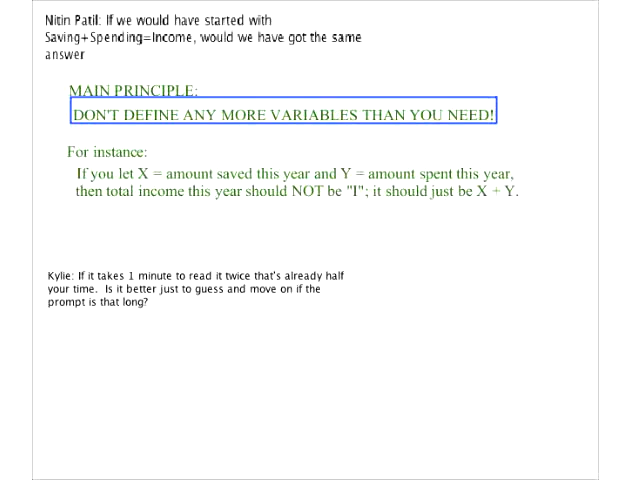 Nitin Patil: If we would have started with
Saving+Spending=Income, would we have got the same
answer
MAIN PRINCIPLE:
DON'T DEFINE ANY MORE VARIABLES THAN YOU NEED!
For instance:
If you let X = amount saved this year and Y = amount spent this year,
then total income this year should NOT be "I"; it should just be X + Y.
Kylie: If it takes 1 minute to read it twice that's already half
your time.  Is it better just to guess and move on if the
prompt is that long?